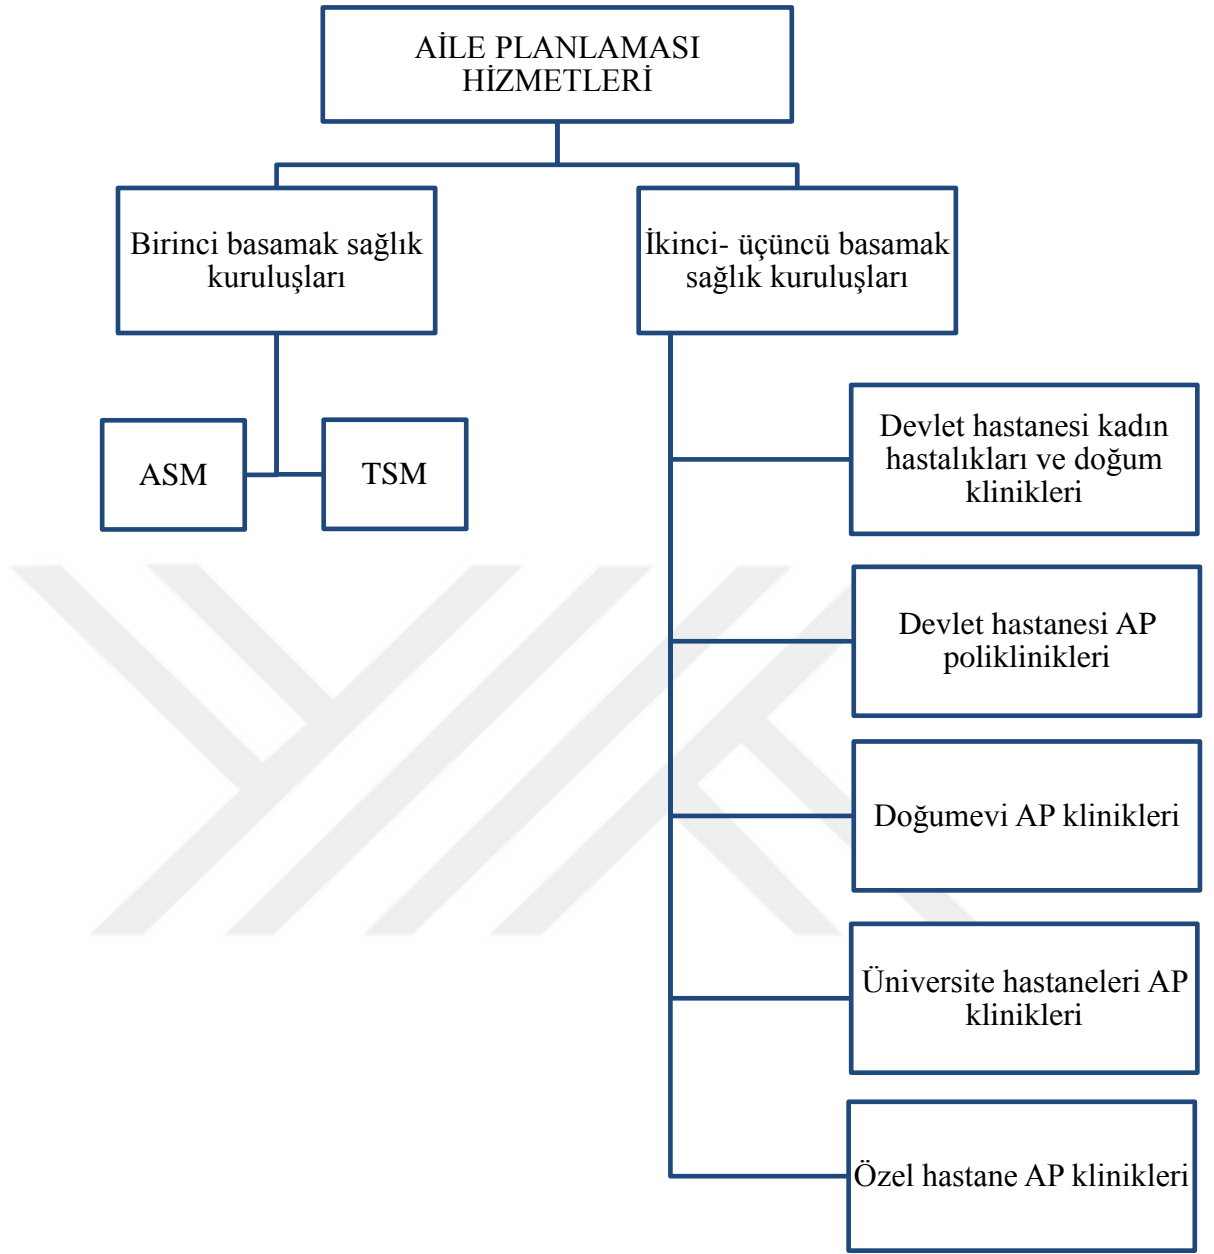 AİLE PLANLAMASI
HİZMETLERİ
Birinci basamak sağlık
kuruluşları
İkinci- üçüncü basamak
sağlık kuruluşları
ASM
TSM
Devlet hastanesi kadın
hastalıkları ve doğum
klinikleri
Devlet hastanesi AP
poliklinikleri
Doğumevi AP klinikleri
Üniversite hastaneleri AP
klinikleri
Özel hastane AP klinikleri